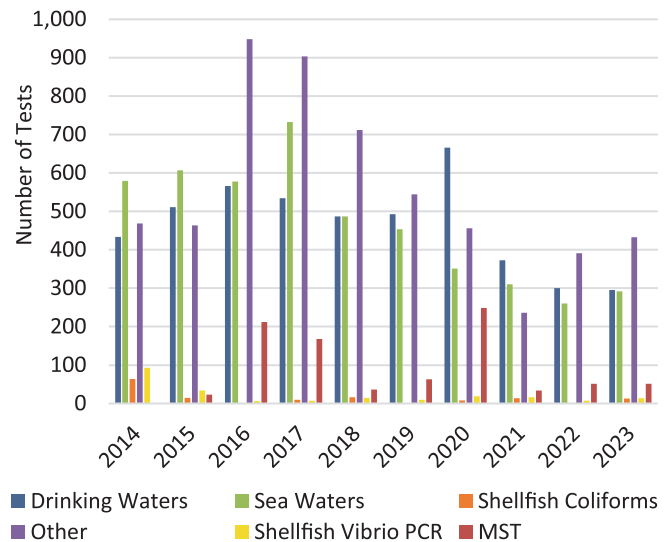 1,000
900
800
700
600
500
400
300
200
100
0
Number of Tests
2014 2015 2016 2017 2018 2019 2020 2021 2022 2023
Drinking Waters Sea Waters Shellfish Coliforms
Other Shellfish Vibrio PCR MST